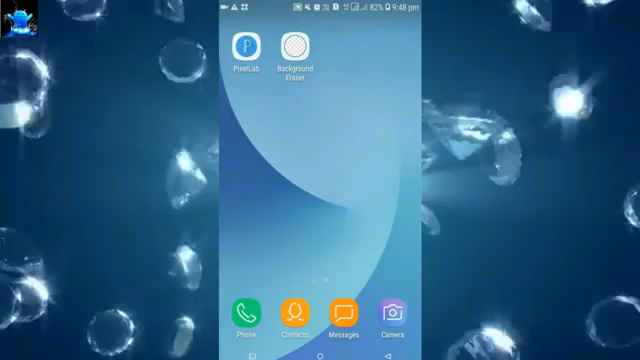 82% 9:48 pm
PixelLab
Background
Eraser
Phone
Contacts
Messages
Camera